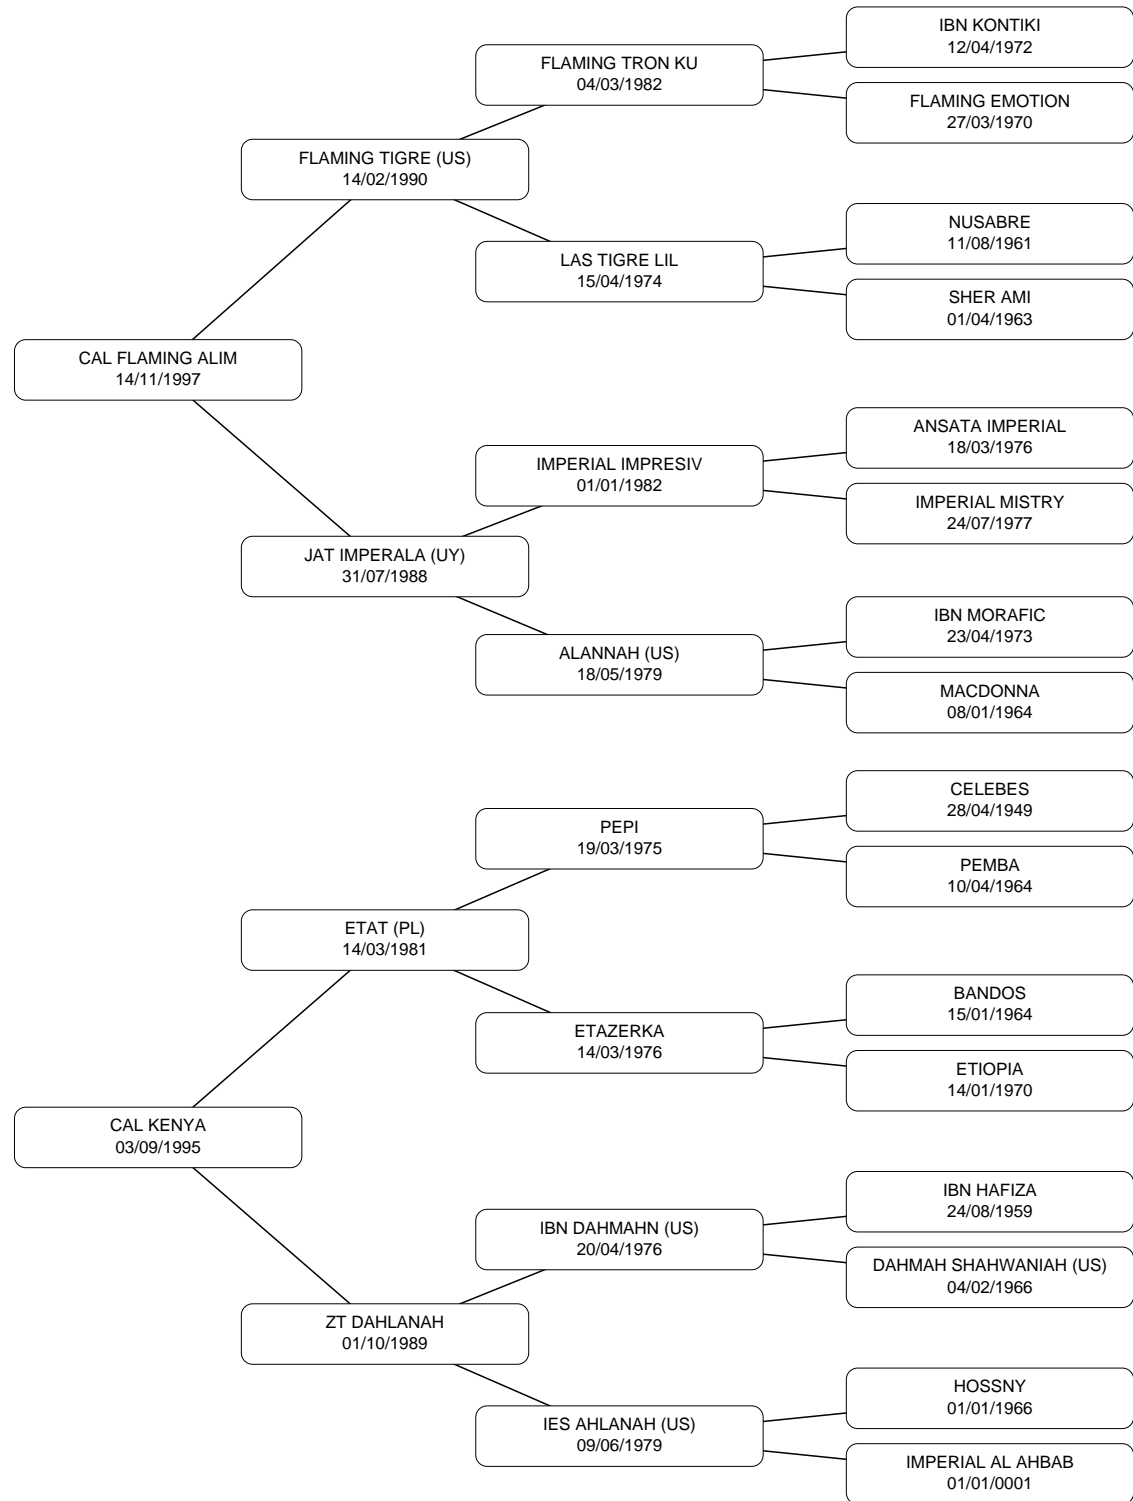 IBN KONTIKI
12/04/1972
FLAMING TRON KU
04/03/1982
FLAMING EMOTION
27/03/1970
FLAMING TIGRE (US)
14/02/1990
NUSABRE
11/08/1961
LAS TIGRE LIL
15/04/1974
SHER AMI
01/04/1963
CAL FLAMING ALIM
14/11/1997
ANSATA IMPERIAL
18/03/1976
IMPERIAL IMPRESIV
01/01/1982
IMPERIAL MISTRY
24/07/1977
JAT IMPERALA (UY)
31/07/1988
IBN MORAFIC
23/04/1973
ALANNAH (US)
18/05/1979
MACDONNA
08/01/1964
CELEBES
28/04/1949
PEPI
19/03/1975
PEMBA
10/04/1964
ETAT (PL)
14/03/1981
BANDOS
15/01/1964
ETAZERKA
14/03/1976
ETIOPIA
14/01/1970
CAL KENYA
03/09/1995
IBN HAFIZA
24/08/1959
IBN DAHMAHN (US)
20/04/1976
DAHMAH SHAHWANIAH (US)
04/02/1966
ZT DAHLANAH
01/10/1989
HOSSNY
01/01/1966
IES AHLANAH (US)
09/06/1979
IMPERIAL AL AHBAB
01/01/0001